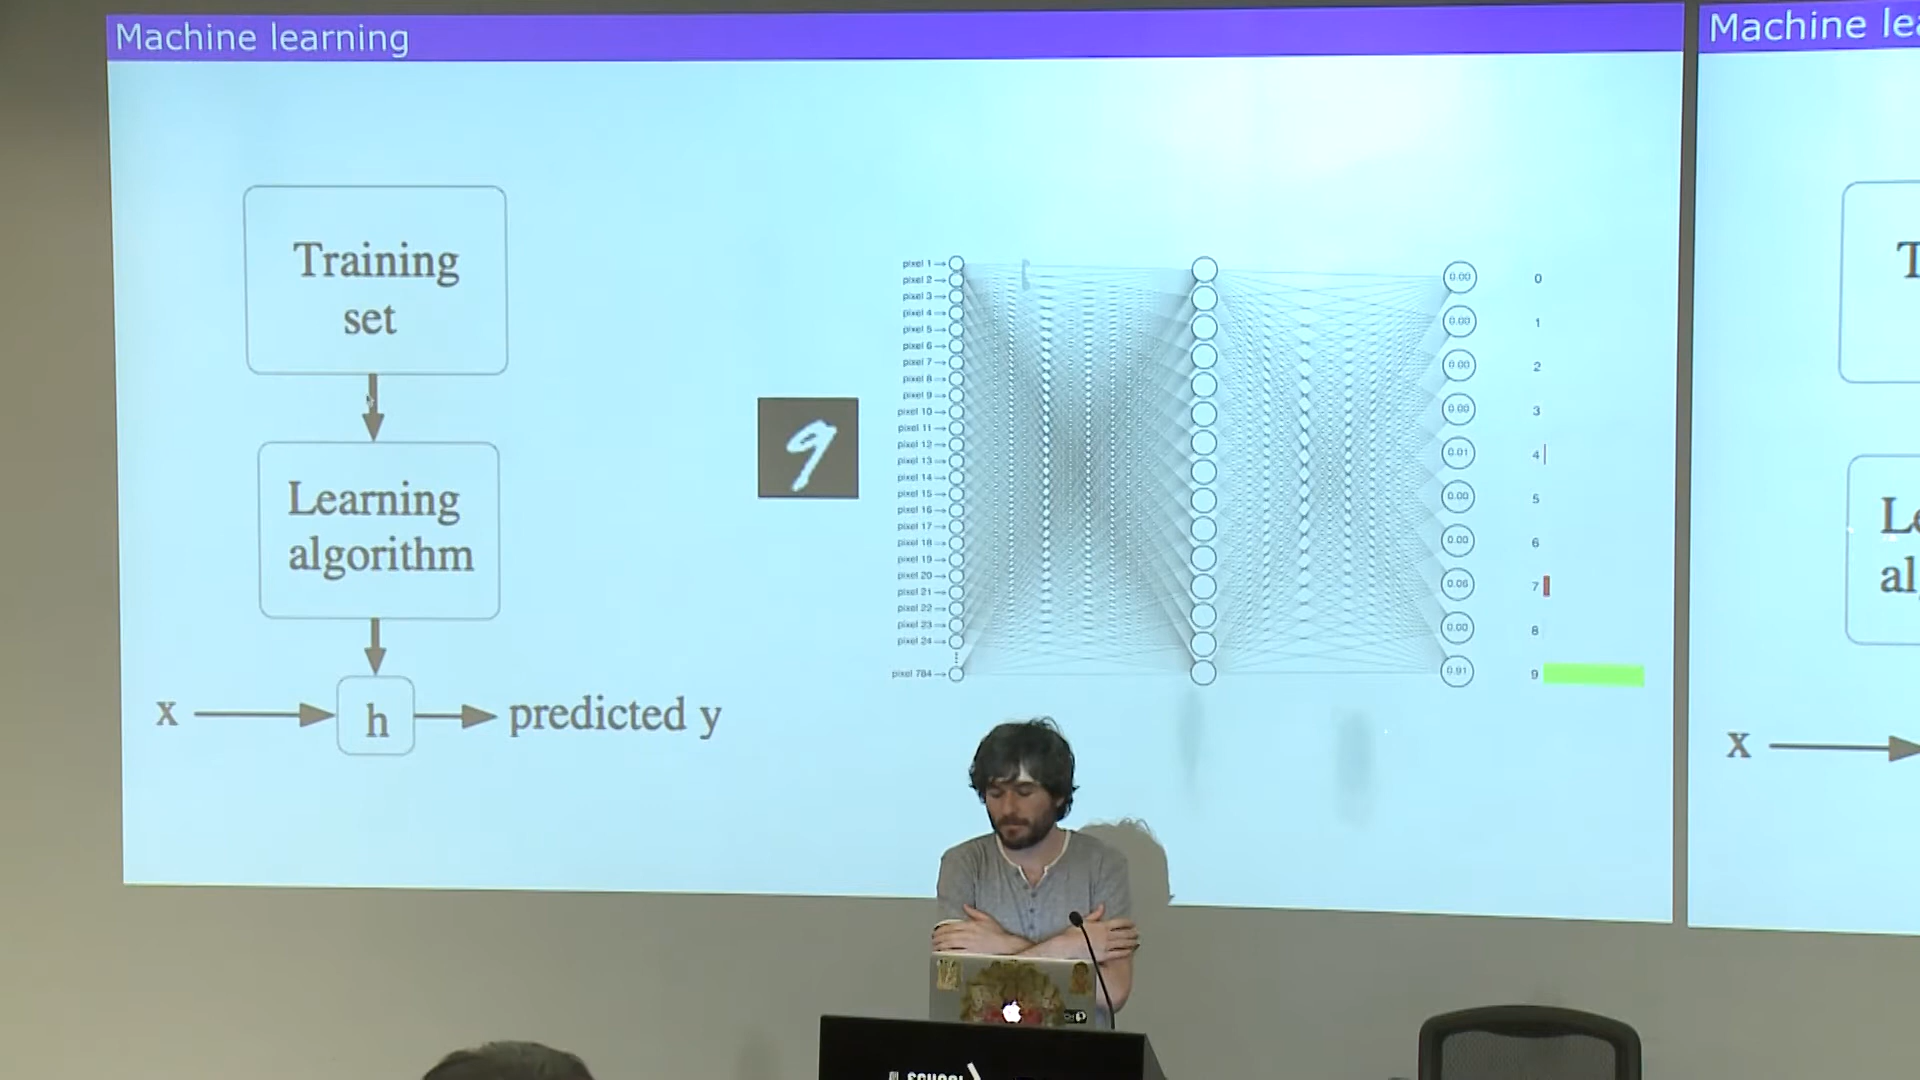 Machine learning
Training
set
Learning
algorithm
x
h
predicted y
9
pixel 1
pixel 2
pixel 3
pixel 4
pixel 5
pixel 6
pixel 7
pixel 8
pixel 9
pixel 10
pixel 11
pixel 12
pixel 13
pixel 14
pixel 15
pixel 16
pixel 17
pixel 18
pixel 19
pixel 20
pixel 21
pixel 22
pixel 23
pixel 24
pixel 784
0.00 0
0.00 1
0.00 2
0.00 3
0.01 4
0.00 5
0.00 6
0.06 7
0.00 8
0.91 9
Machine lea
T
Le
al
x
SCHOOL